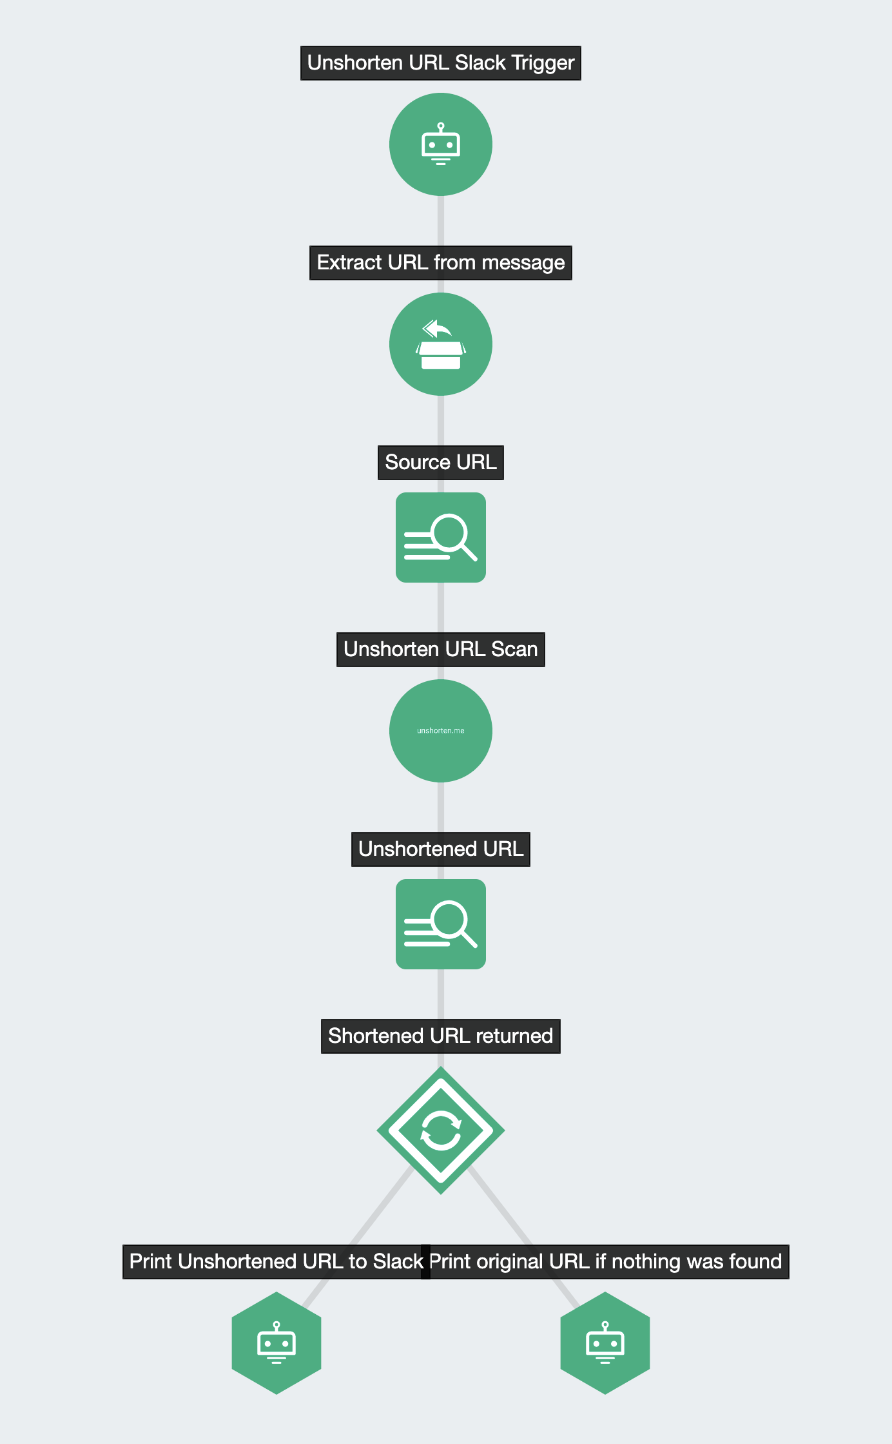 Unshorten URL Slack Trigger
Extract URL from message
Source URL
Unshorten URL Scan
unshorten.me
Unshortened URL
Shortened URL returned
Print Unshortened URL to Slack
Print original URL if nothing was found